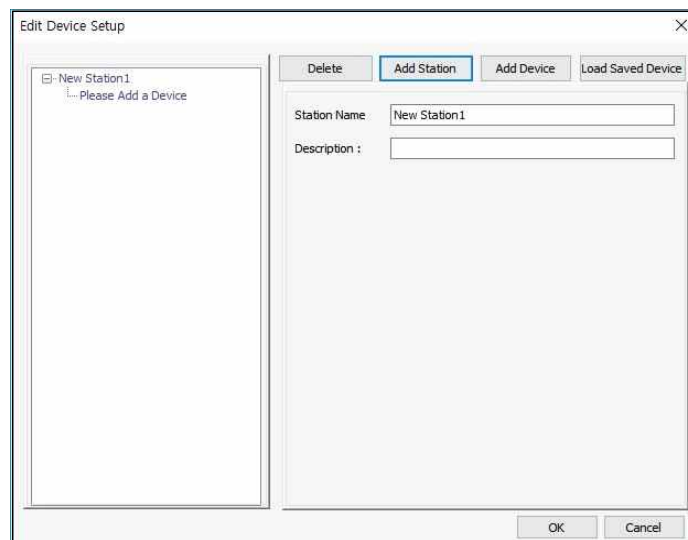 Edit Device Setup
New Station1
Please Add a Device
Delete
Add Station
Add Device
Load Saved Device
Station Name
New Station1
Description :
OK
Cancel